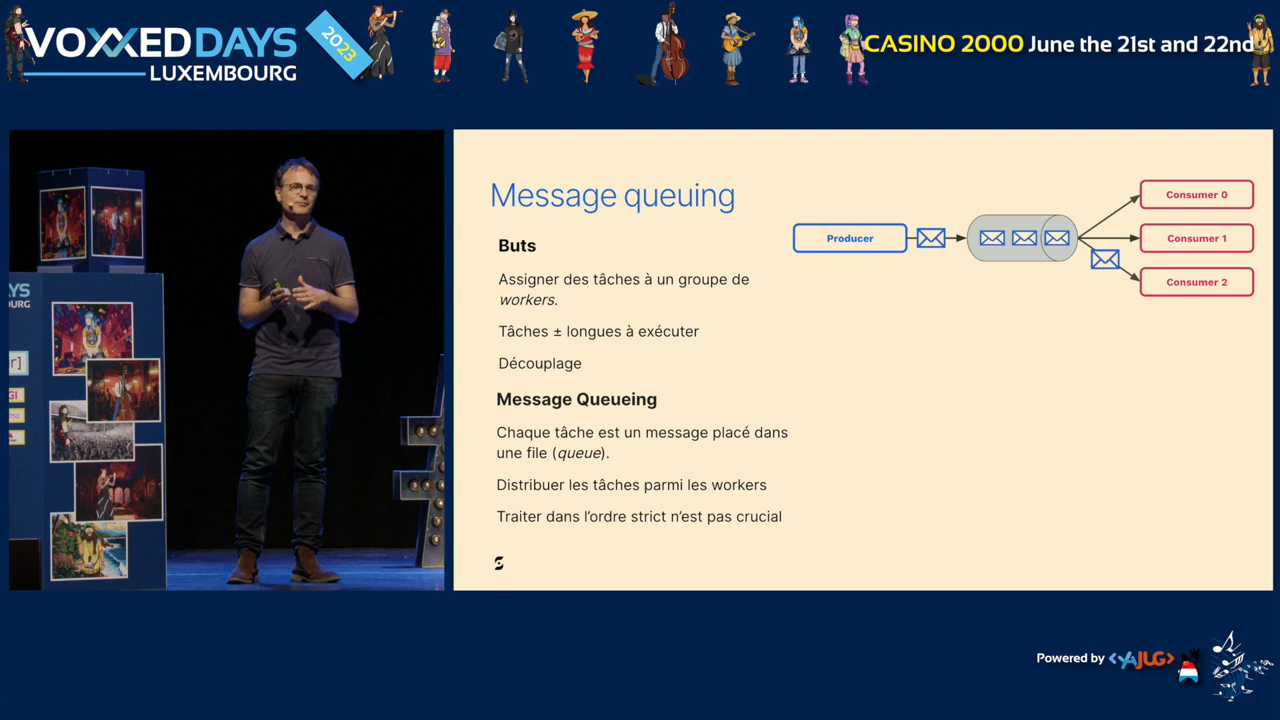 VOXXED DAYS
LUXEMBOURG
2023
CASINO 2000 June the 21st and 22nd
Message queuing
Buts
Assigner des tâches à un groupe de
workers.
Tâches ± longues à exécuter
Découplage
Message Queueing
Chaque tâche est un message placé dans
une file (queue).
Distribuer les tâches parmi les workers
Traiter dans l’ordre strict n’est pas crucial
Producer
Consumer 0
Consumer 1
Consumer 2
Powered by <YAJUG>